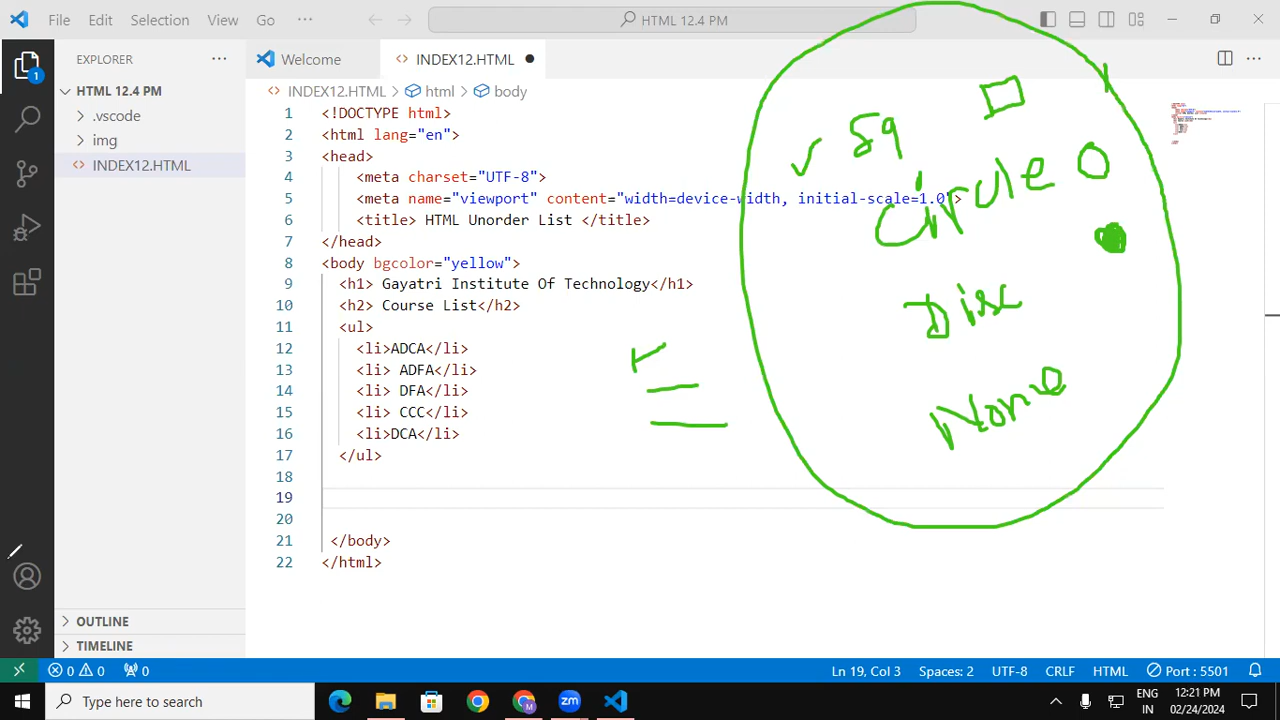 File Edit Selection View Go ··· HTML 12.4 PM
EXPLORER ···
HTML 12.4 PM
.vscode
img
INDEX12.HTML
OUTLINE
TIMELINE
1
Welcome INDEX12.HTML
INDEX12.HTML > html > body
1 <!DOCTYPE html>
2 <html lang="en">
3 <head>
4 <meta charset="UTF-8">
5 <meta name="viewport" content="width=device-width, initial-scale=1.0">
6 <title> HTML Unorder List </title>
7 </head>
8 <body bgcolor="yellow">
9 <h1> Gayatri Institute Of Technology</h1>
10 <h2> Course List</h2>
11 <ul>
12 <li>ADCA</li>
13 <li> ADFA</li>
14 <li> DFA</li>
15 <li> CCC</li>
16 <li>DCA</li>
17 </ul>
18
19
20
21 </body>
22 </html>
Sq
Circle
Disc
None
0 0 0 Ln 19, Col 3 Spaces: 2 UTF-8 CRLF HTML Port : 5501
Type here to search
ENG
IN
12:21 PM
02/24/2024